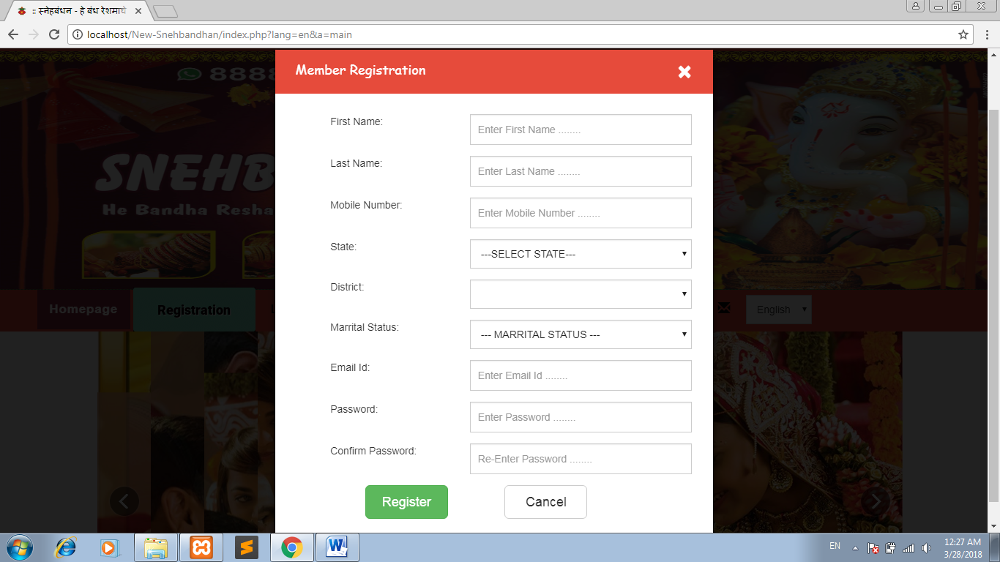 :: स्नेहबंधन - हे बंध रेशमाचे
localhost/New-Snehbandhan/index.php?lang=en&a=main
Member Registration
First Name:
Enter First Name ........
Last Name:
Enter Last Name ........
Mobile Number:
Enter Mobile Number ........
State:
---SELECT STATE---
District:
Marrital Status:
--- MARRITAL STATUS ---
Email Id:
Enter Email Id ........
Password:
Enter Password ........
Confirm Password:
Re-Enter Password ........
Register Cancel
He Bandha
Homepage Registration English
EN 12:27 AM
3/28/2018